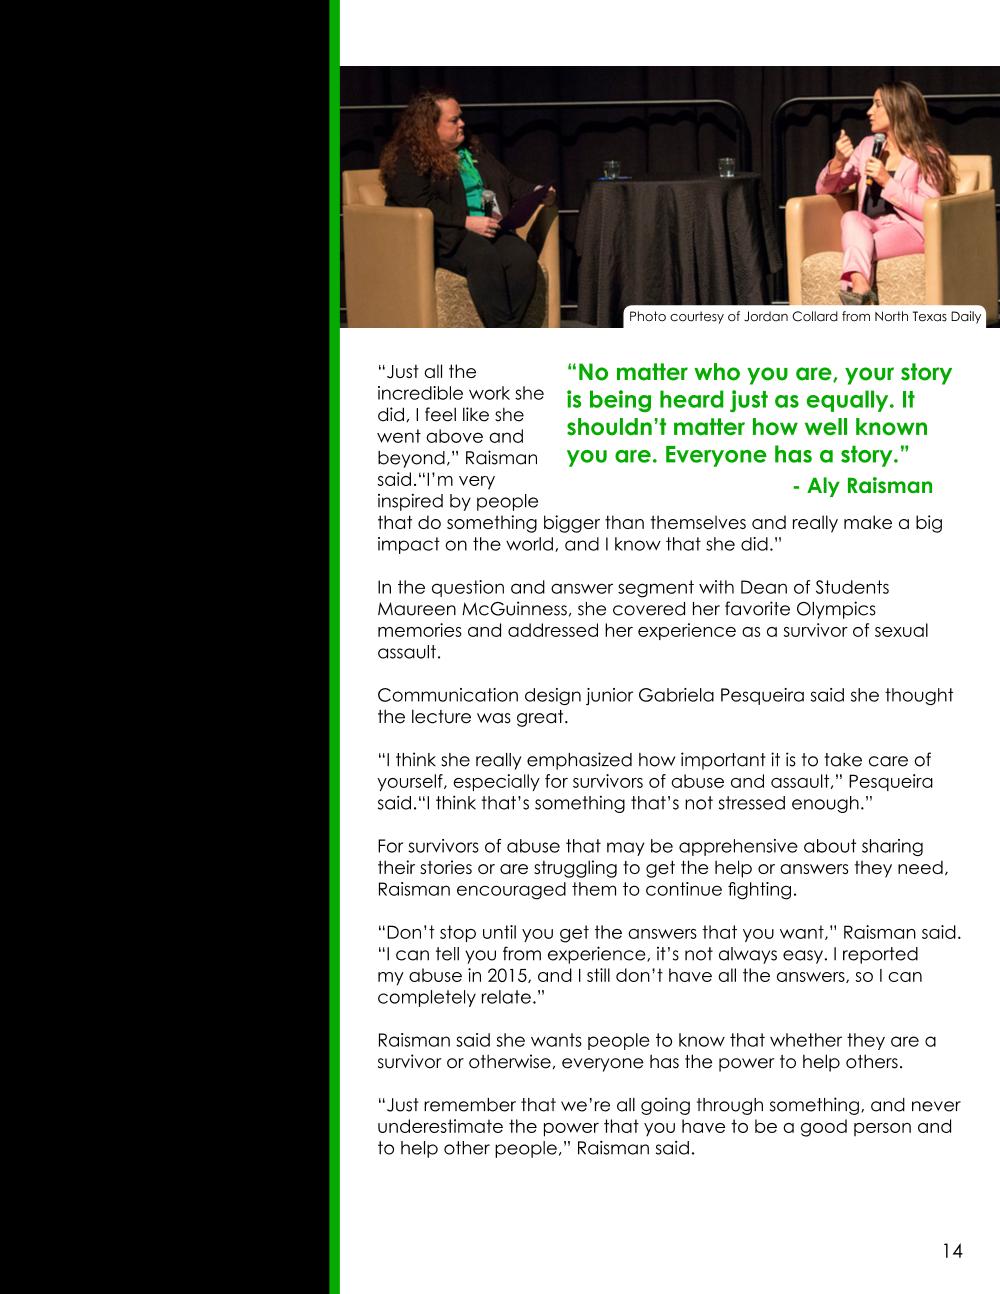 Photo courtesy of Jordan Collard from North Texas Daily
“Just all the
incredible work she
did, I feel like she
went above and
beyond,” Raisman
said.“I’m very
inspired by people
that do something bigger than themselves and really make a big
impact on the world, and I know that she did.”
“No matter who you are, your story
is being heard just as equally. It
shouldn’t matter how well known
you are. Everyone has a story.”
- Aly Raisman
In the question and answer segment with Dean of Students
Maureen McGuinness, she covered her favorite Olympics
memories and addressed her experience as a survivor of sexual
assault.
Communication design junior Gabriela Pesqueira said she thought
the lecture was great.
“I think she really emphasized how important it is to take care of
yourself, especially for survivors of abuse and assault,” Pesqueira
said.“I think that’s something that’s not stressed enough.”
For survivors of abuse that may be apprehensive about sharing
their stories or are struggling to get the help or answers they need,
Raisman encouraged them to continue fighting.
“Don’t stop until you get the answers that you want,” Raisman said.
“I can tell you from experience, it’s not always easy. I reported
my abuse in 2015, and I still don’t have all the answers, so I can
completely relate.”
Raisman said she wants people to know that whether they are a
survivor or otherwise, everyone has the power to help others.
“Just remember that we’re all going through something, and never
underestimate the power that you have to be a good person and
to help other people,” Raisman said.
14